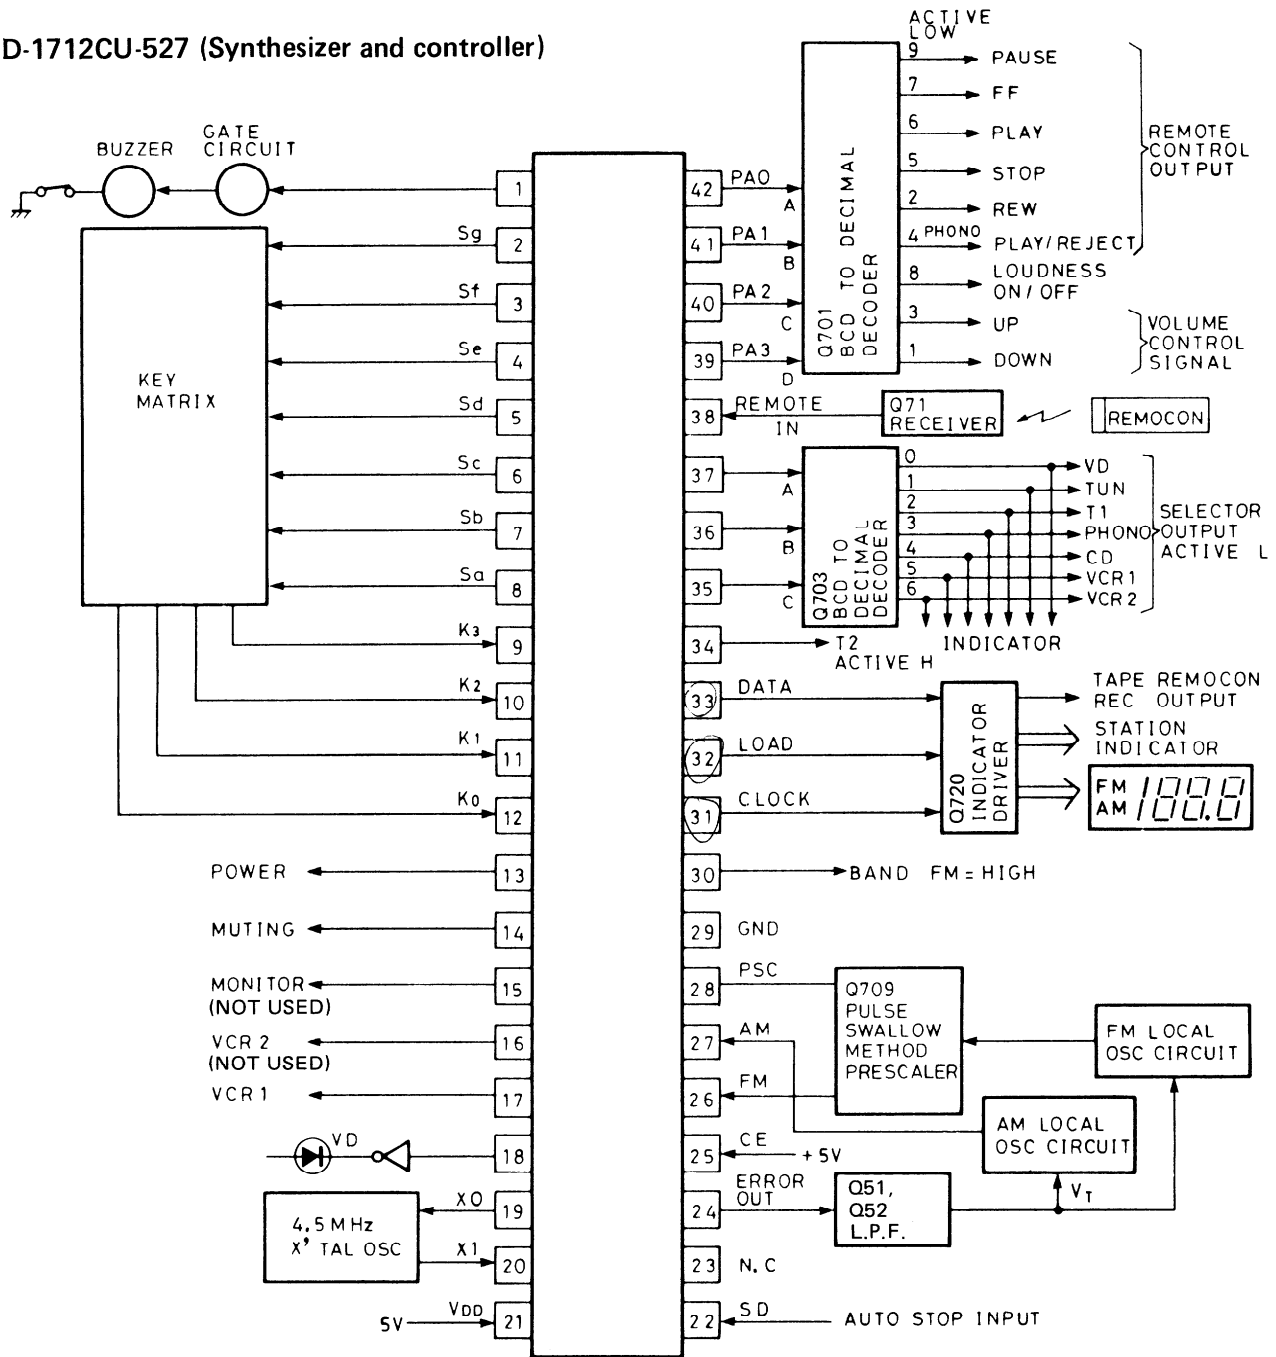 D-1712CU-527 (Synthesizer and controller)
ACTIVE
LOW
BUZZER
GATE
CIRCUIT
1
KEY
MATRIX
Sg
2
Sf
3
Se
4
Sd
5
Sc
6
Sb
7
Sa
8
K3
9
K2
10
K1
11
K0
12
POWER
13
MUTING
14
MONITOR
(NOT USED)
15
VCR 2
(NOT USED)
16
VCR 1
17
VD
18
4.5 MHz
X' TAL OSC
XO
19
X1
20
5V
VDD
21
42
PA0
A
41
PA1
B
40
PA2
C
39
PA3
D
Q701
BCD TO DECIMAL
DECODER
9
PAUSE
7
FF
6
PLAY
5
STOP
2
REW
4
PHONO
PLAY/REJECT
8
LOUDNESS
ON/OFF
3
UP
1
DOWN
REMOTE
CONTROL
OUTPUT
VOLUME
CONTROL
SIGNAL
38
REMOTE
IN
Q71
RECEIVER
REMOCON
37
A
36
B
35
C
Q703
BCD TO
DECIMAL
DECODER
0
VD
1
TUN
2
T1
3
PHONO
4
CD
5
VCR 1
6
VCR 2
SELECTOR
OUTPUT
ACTIVE L
INDICATOR
34
T2
ACTIVE H
33
DATA
32
LOAD
31
CLOCK
Q720
INDICATOR
DRIVER
TAPE REMOCON
REC OUTPUT
STATION
INDICATOR
FM
AM
188.8
30
BAND FM = HIGH
29
GND
28
PSC
27
AM
26
FM
Q709
PULSE
SWALLOW
METHOD
PRESCALER
FM LOCAL
OSC CIRCUIT
AM LOCAL
OSC CIRCUIT
25
CE
+5V
24
ERROR
OUT
Q51,
Q52
L.P.F.
VT
23
N.C
22
SD
AUTO STOP INPUT